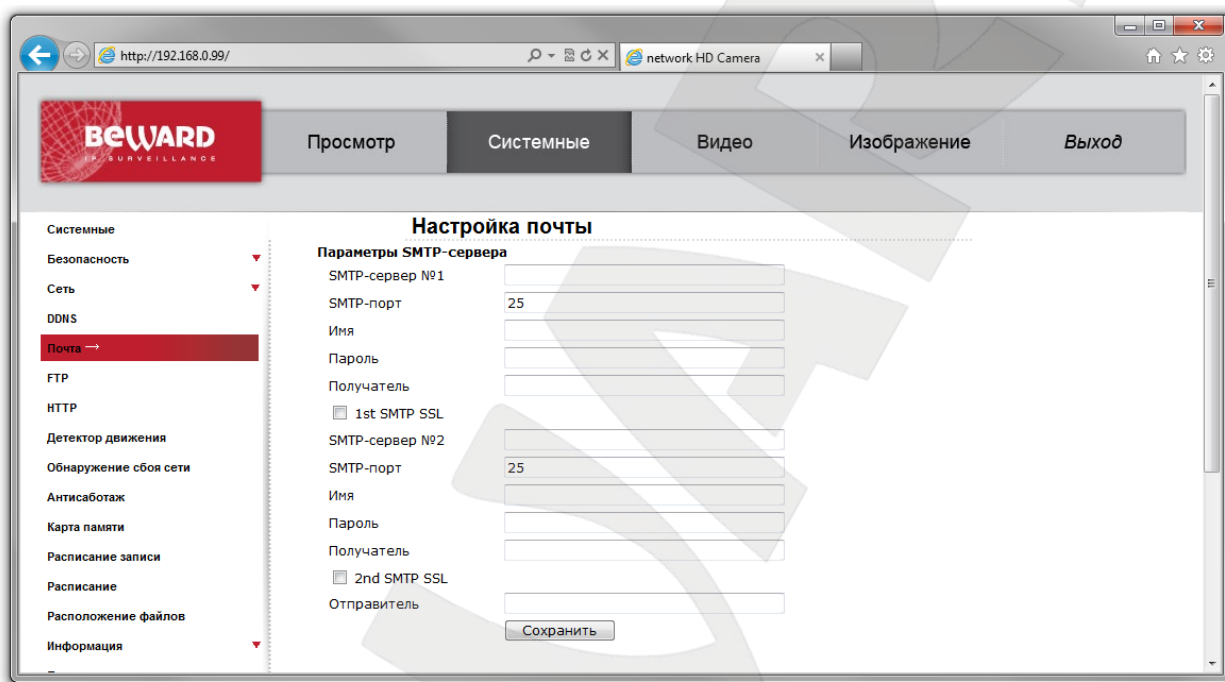 http://192.168.0.99/
network HD Camera
BEWARD
IP SURVEILLANCE
Просмотр
Системные
Видео
Изображение
Выход
Системные
Безопасность
Сеть
DDNS
Почта →
FTP
HTTP
Детектор движения
Обнаружение сбоя сети
Антисаботаж
Карта памяти
Расписание записи
Расписание
Расположение файлов
Информация
Настройка почты
Параметры SMTP-сервера
SMTP-сервер №1
SMTP-порт 25
Имя
Пароль
Получатель
1st SMTP SSL
SMTP-сервер №2
SMTP-порт 25
Имя
Пароль
Получатель
2nd SMTP SSL
Отправитель
Сохранить